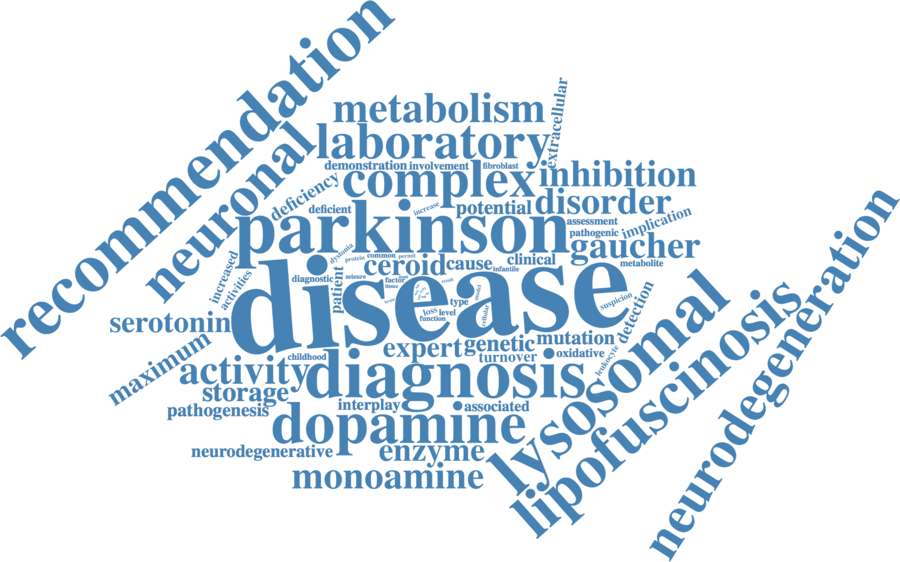 recommendation
neuronal
metabolism
extracellular
laboratory
demonstration
involvement
fibroblast
deficiency
complex
inhibition
deficient
increase
potential
disorder
assessment
parkinson
pathogenic
implication
gaucher
dystonia
protein
common
permit
clinical
metabolite
ceroid
cause
infantile
increased
activities
diagnostic
patient
seizure
factor
disease
suspicion
detection
type
loss
level
function
cellular
model
serotonin
maximum
expert
genetic
mutation
turnover
oxidative
leukocyte
childhood
activity
diagnosis
storage
lysosomal
lipofuscinosis
neurodegeneration
pathogenesis
interplay
associated
dopamine
neurodegenerative
enzyme
monoamine